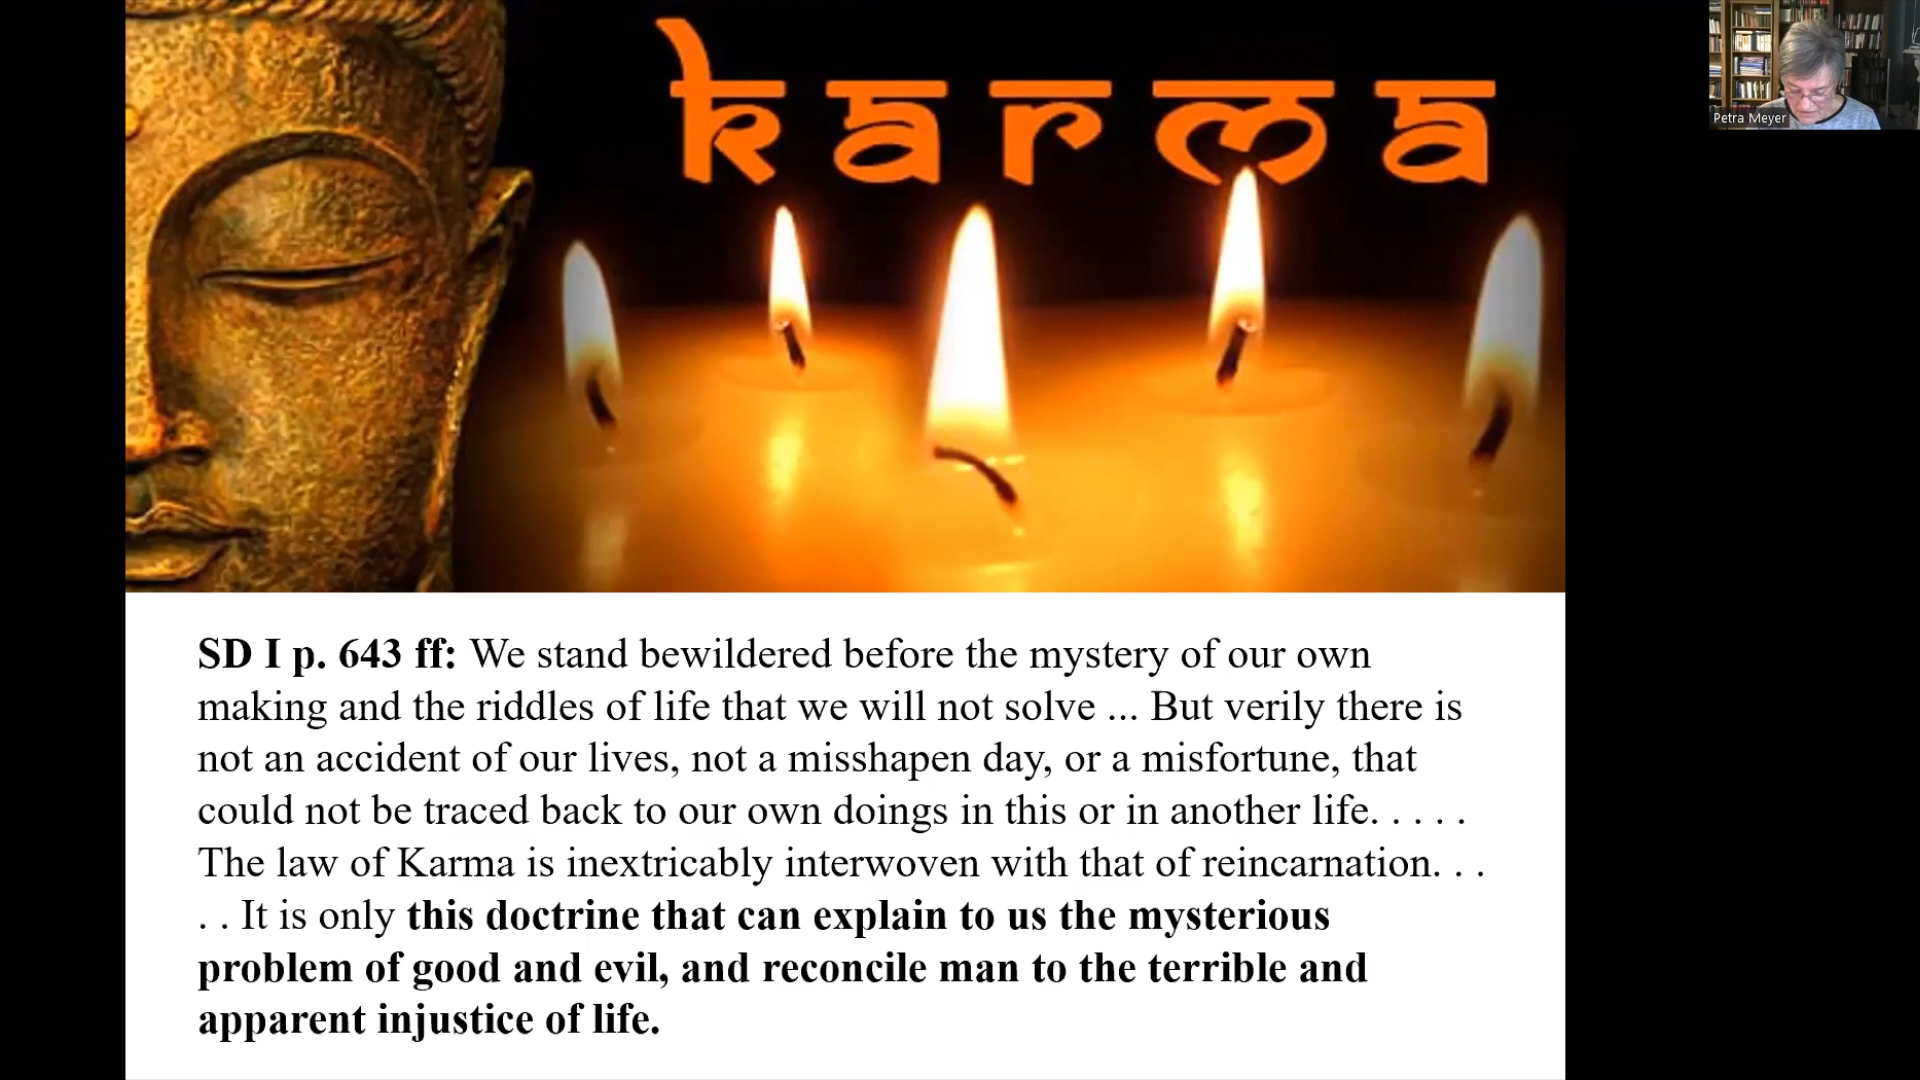 karma
Petra Meyer
SD I p. 643 ff: We stand bewildered before the mystery of our own
making and the riddles of life that we will not solve ... But verily there is
not an accident of our lives, not a misshapen day, or a misfortune, that
could not be traced back to our own doings in this or in another life. . . . .
The law of Karma is inextricably interwoven with that of reincarnation. . .
. . It is only this doctrine that can explain to us the mysterious
problem of good and evil, and reconcile man to the terrible and
apparent injustice of life.